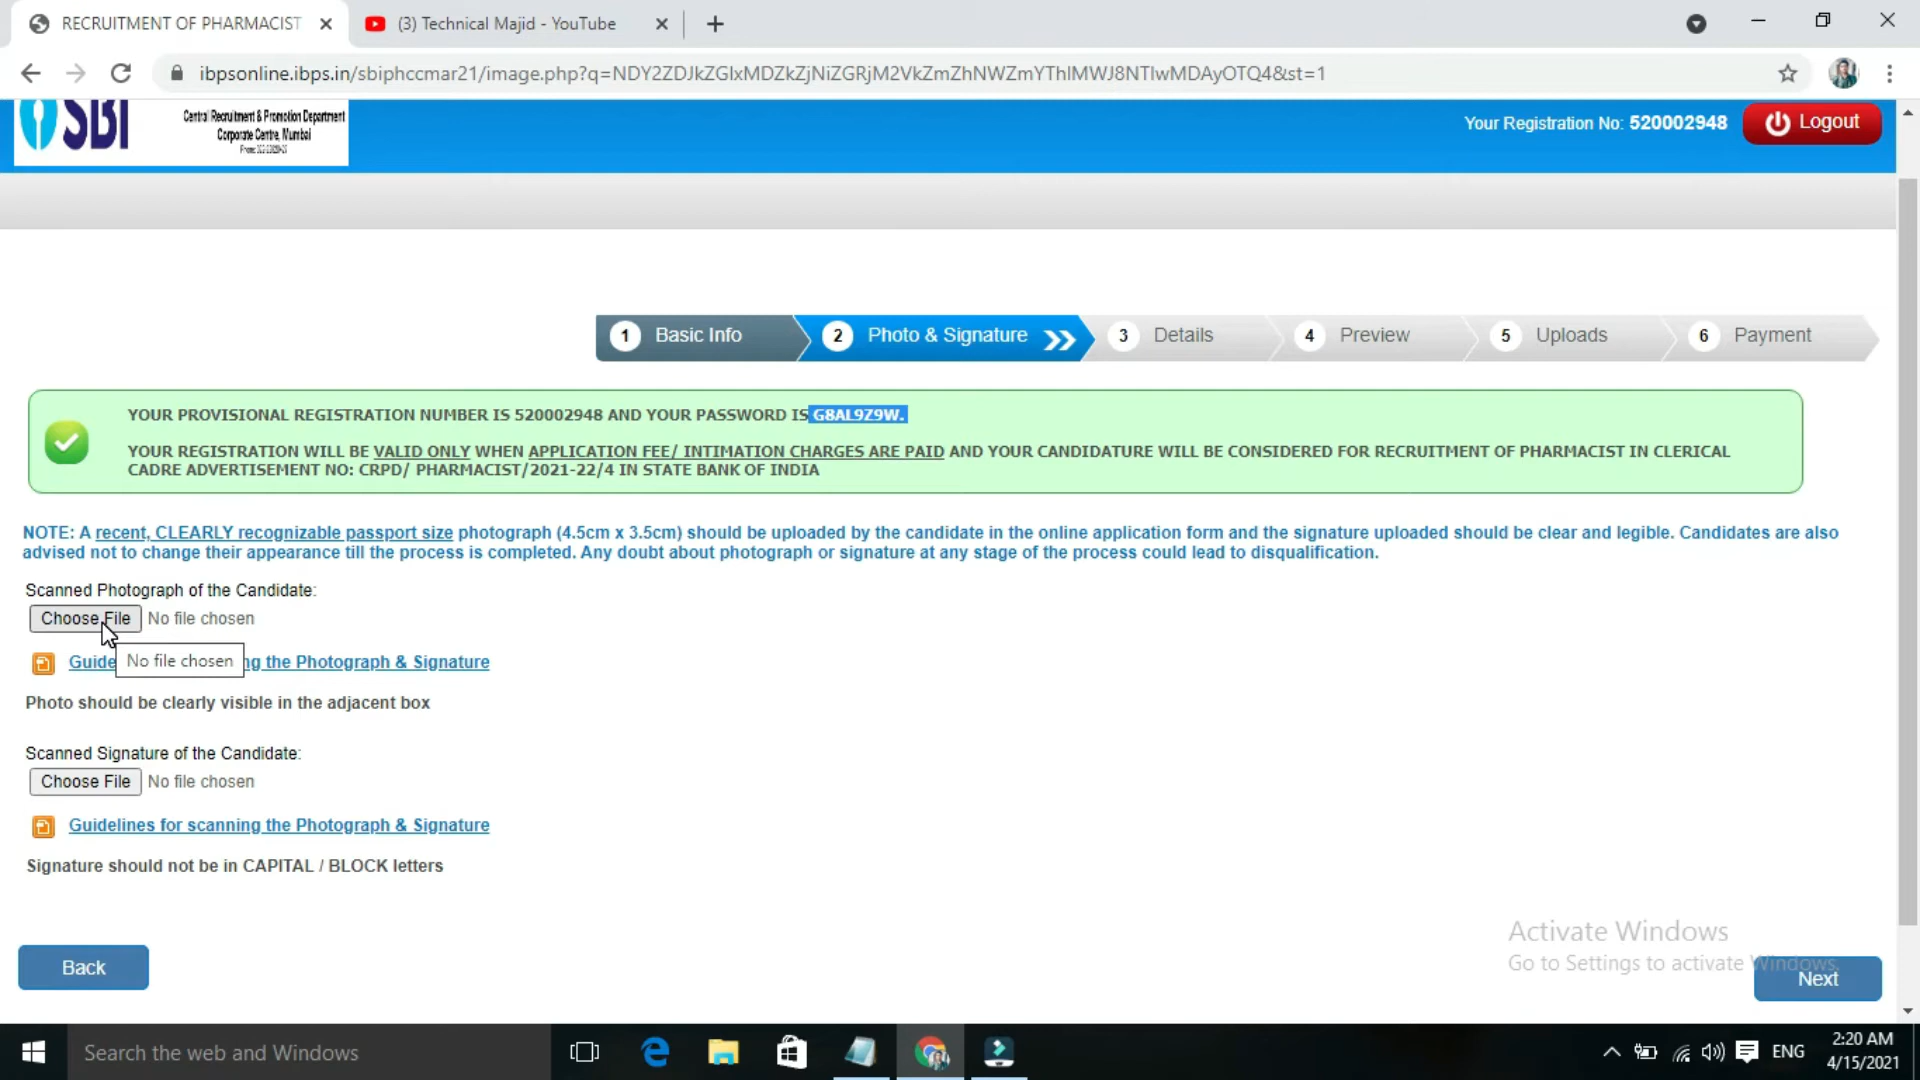 RECRUITMENT OF PHARMACIST
(3) Technical Majid - YouTube
ibpsonline.ibps.in/sbiphccmar21/image.php?q=NDY2ZDJkZGIxMDZkZjNiZGRjM2VkZmZhNWZmYThlMWJ8NTIwMDAyOTQ4&st=1
SBI
Central Recruitment & Promotion Department
Corporate Centre, Mumbai
Your Registration No: 520002948
Logout
1 Basic Info
2 Photo & Signature
3 Details
4 Preview
5 Uploads
6 Payment
YOUR PROVISIONAL REGISTRATION NUMBER IS 520002948 AND YOUR PASSWORD IS G8AL9Z9W.
YOUR REGISTRATION WILL BE VALID ONLY WHEN APPLICATION FEE/ INTIMATION CHARGES ARE PAID AND YOUR CANDIDATURE WILL BE CONSIDERED FOR RECRUITMENT OF PHARMACIST IN CLERICAL
CADRE ADVERTISEMENT NO: CRPD/ PHARMACIST/2021-22/4 IN STATE BANK OF INDIA
NOTE: A recent, CLEARLY recognizable passport size photograph (4.5cm x 3.5cm) should be uploaded by the candidate in the online application form and the signature uploaded should be clear and legible. Candidates are also
advised not to change their appearance till the process is completed. Any doubt about photograph or signature at any stage of the process could lead to disqualification.
Scanned Photograph of the Candidate:
Choose File No file chosen
Guide No file chosen ng the Photograph & Signature
Photo should be clearly visible in the adjacent box
Scanned Signature of the Candidate:
Choose File No file chosen
Guidelines for scanning the Photograph & Signature
Signature should not be in CAPITAL / BLOCK letters
Activate Windows
Go to Settings to activate Windows.
Back
Next
Search the web and Windows
ENG
2:20 AM
4/15/2021